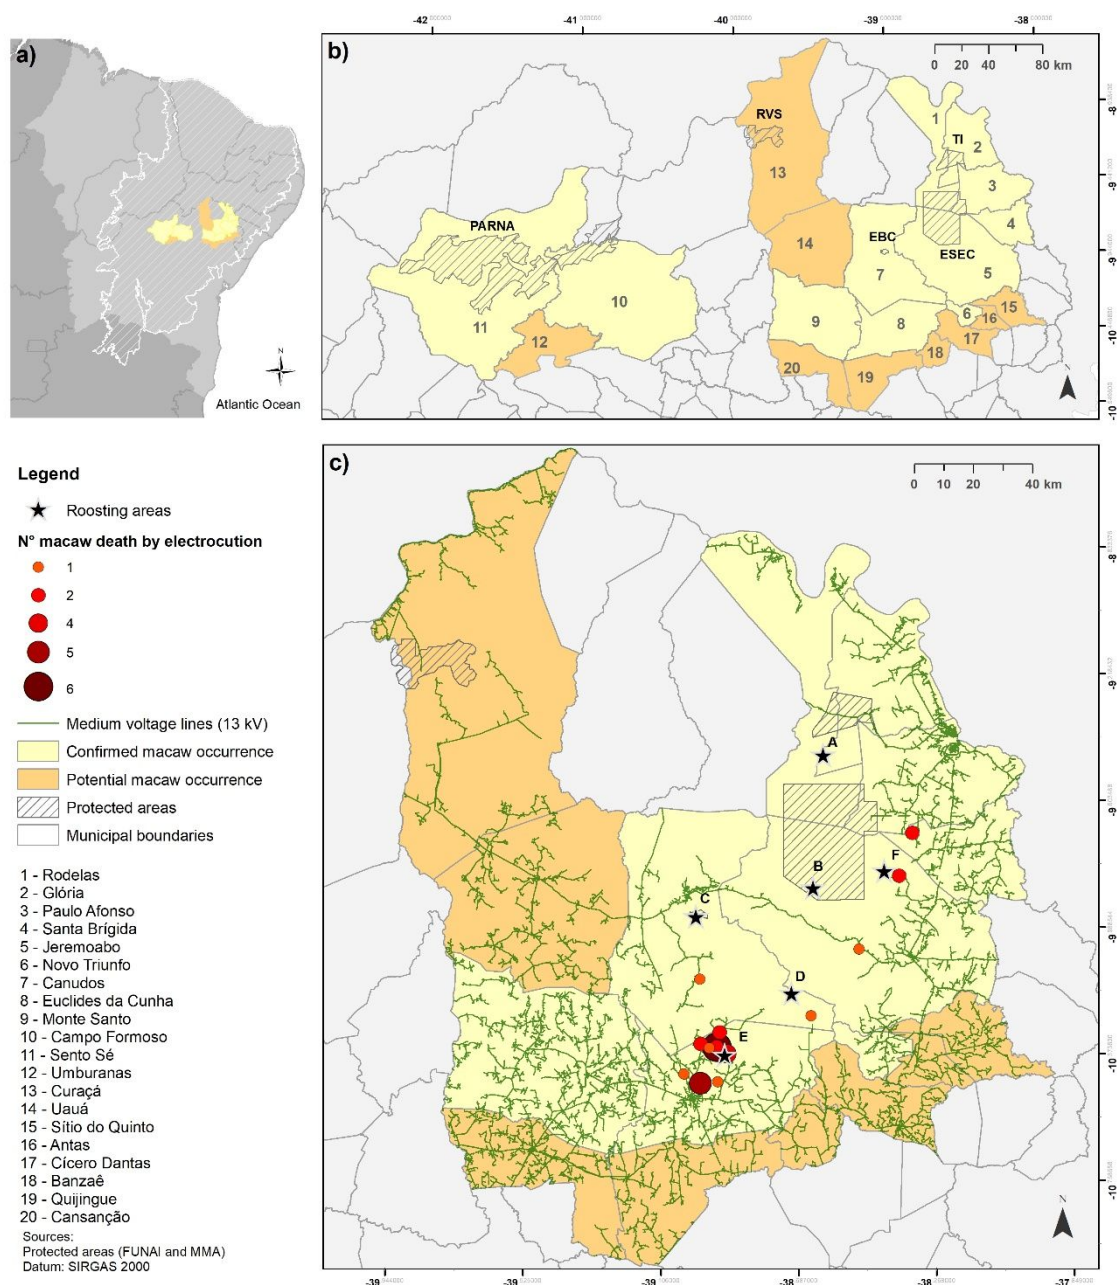 -42
-41
-40
-39
-38
a)
N
Atlantic Ocean
b)
0 20 40 80 km
RVS
1
TI
2
13
3
PARNA
4
14
EBC
ESEC
7
5
10
15
6
16
11
9
8
12
17
18
20
19
-8
-9
-9
-10
-10
Legend
Roosting areas
N° macaw death by electrocution
1
2
4
5
6
Medium voltage lines (13 kV)
Confirmed macaw occurrence
Potential macaw occurrence
Protected areas
Municipal boundaries
1 - Rodelas
2 - Glória
3 - Paulo Afonso
4 - Santa Brígida
5 - Jeremoabo
6 - Novo Triunfo
7 - Canudos
8 - Euclides da Cunha
9 - Monte Santo
10 - Campo Formoso
11 - Sento Sé
12 - Umburanas
13 - Curaçá
14 - Uauá
15 - Sítio do Quinto
16 - Antas
17 - Cícero Dantas
18 - Banzaê
19 - Quijingue
20 - Cansanção
Sources:
Protected areas (FUNAI and MMA)
Datum: SIRGAS 2000
c)
0 10 20 40 km
A
B
F
C
D
E
N
-8
-9
-9
-9
-10
-10
-39
-39
-39
-38
-38
-37